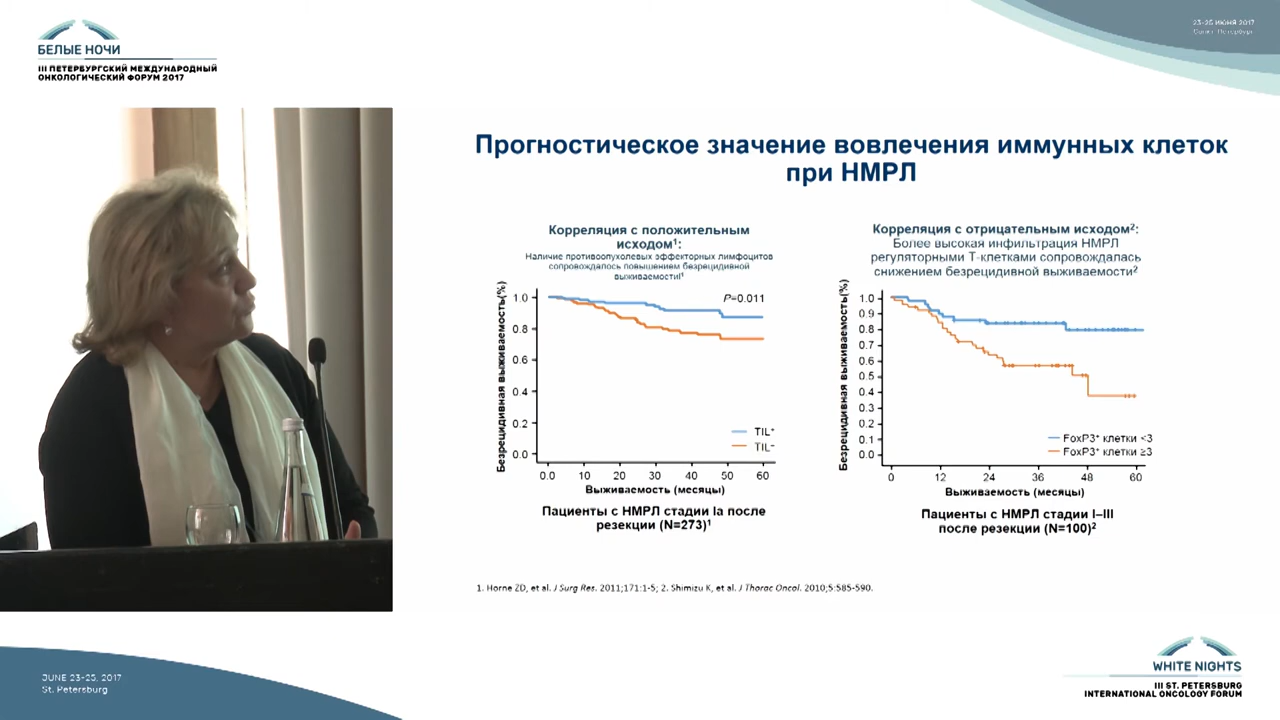 БЕЛЫЕ НОЧИ
III ПЕТЕРБУРГСКИЙ МЕЖДУНАРОДНЫЙ
ОНКОЛОГИЧЕСКИЙ ФОРУМ 2017
23-25 ИЮНЯ 2017
Санкт-Петербург
Прогностическое значение вовлечения иммунных клеток
при НМРЛ
Корреляция с положительным
исходом¹:
Наличие противоопухолевых эффекторных лимфоцитов
сопровождалось повышением безрецидивной
выживаемости¹
Безрецидивная выживаемость(%)
1.0
0.8
0.6
0.4
0.2
0.0
P=0.011
TIL⁺
TIL⁻
0.0 10 20 30 40 50 60
Выживаемость (месяцы)
Пациенты с НМРЛ стадии Ia после
резекции (N=273)¹
Корреляция с отрицательным исходом²:
Более высокая инфильтрация НМРЛ
регуляторными Т-клетками сопровождалась
снижением безрецидивной выживаемости²
Безрецидивная выживаемость(%)
1.0
0.9
0.8
0.7
0.6
0.5
0.4
0.3
0.2
0.1
0.0
FoxP3⁺ клетки <3
FoxP3⁺ клетки ≥3
0 12 24 36 48 60
Выживаемость (месяцы)
Пациенты с НМРЛ стадии I–III
после резекции (N=100)²
1. Horne ZD, et al. J Surg Res. 2011;171:1-5; 2. Shimizu K, et al. J Thorac Oncol. 2010;5:585-590.
JUNE 23-25, 2017
St. Petersburg
WHITE NIGHTS
III ST. PETERSBURG
INTERNATIONAL ONCOLOGY FORUM